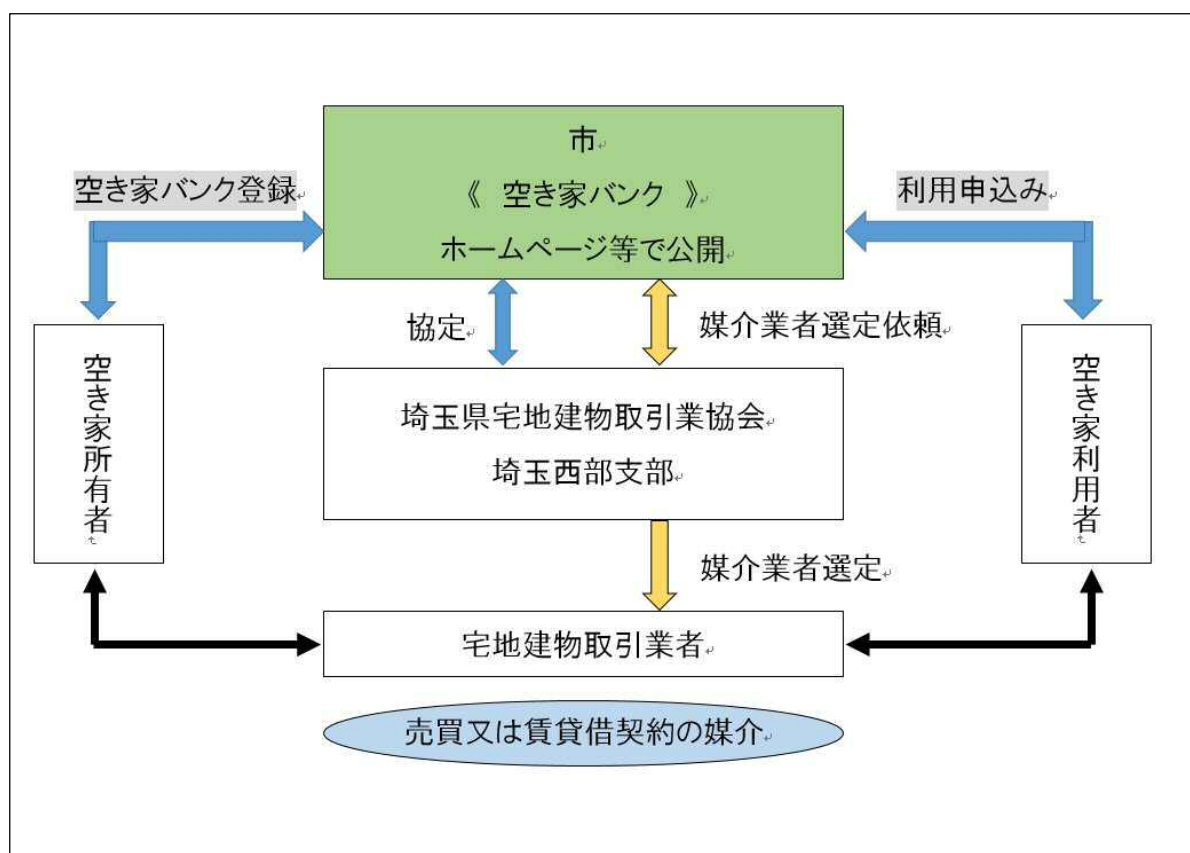 市
空き家バンク登録
《 空き家バンク 》
利用申込み
ホームページ等で公開
協定
媒介業者選定依頼
空き家所有者
埼玉県宅地建物取引業協会
埼玉西部支部
空き家利用者
媒介業者選定
宅地建物取引業者
売買又は賃貸借契約の媒介